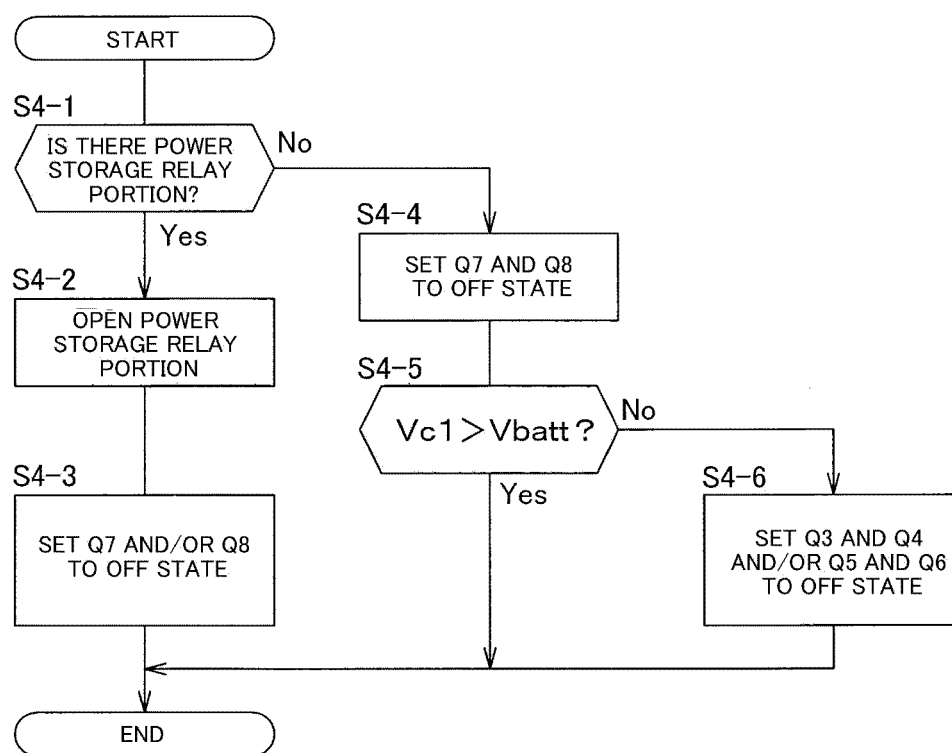 START
S4-1
IS THERE POWER
STORAGE RELAY
PORTION?
No
Yes
S4-2
OPEN POWER
STORAGE RELAY
PORTION
S4-3
SET Q7 AND/OR Q8
TO OFF STATE
S4-4
SET Q7 AND Q8
TO OFF STATE
S4-5
Vc1＞Vbatt？
No
Yes
S4-6
SET Q3 AND Q4
AND/OR Q5 AND Q6
TO OFF STATE
END